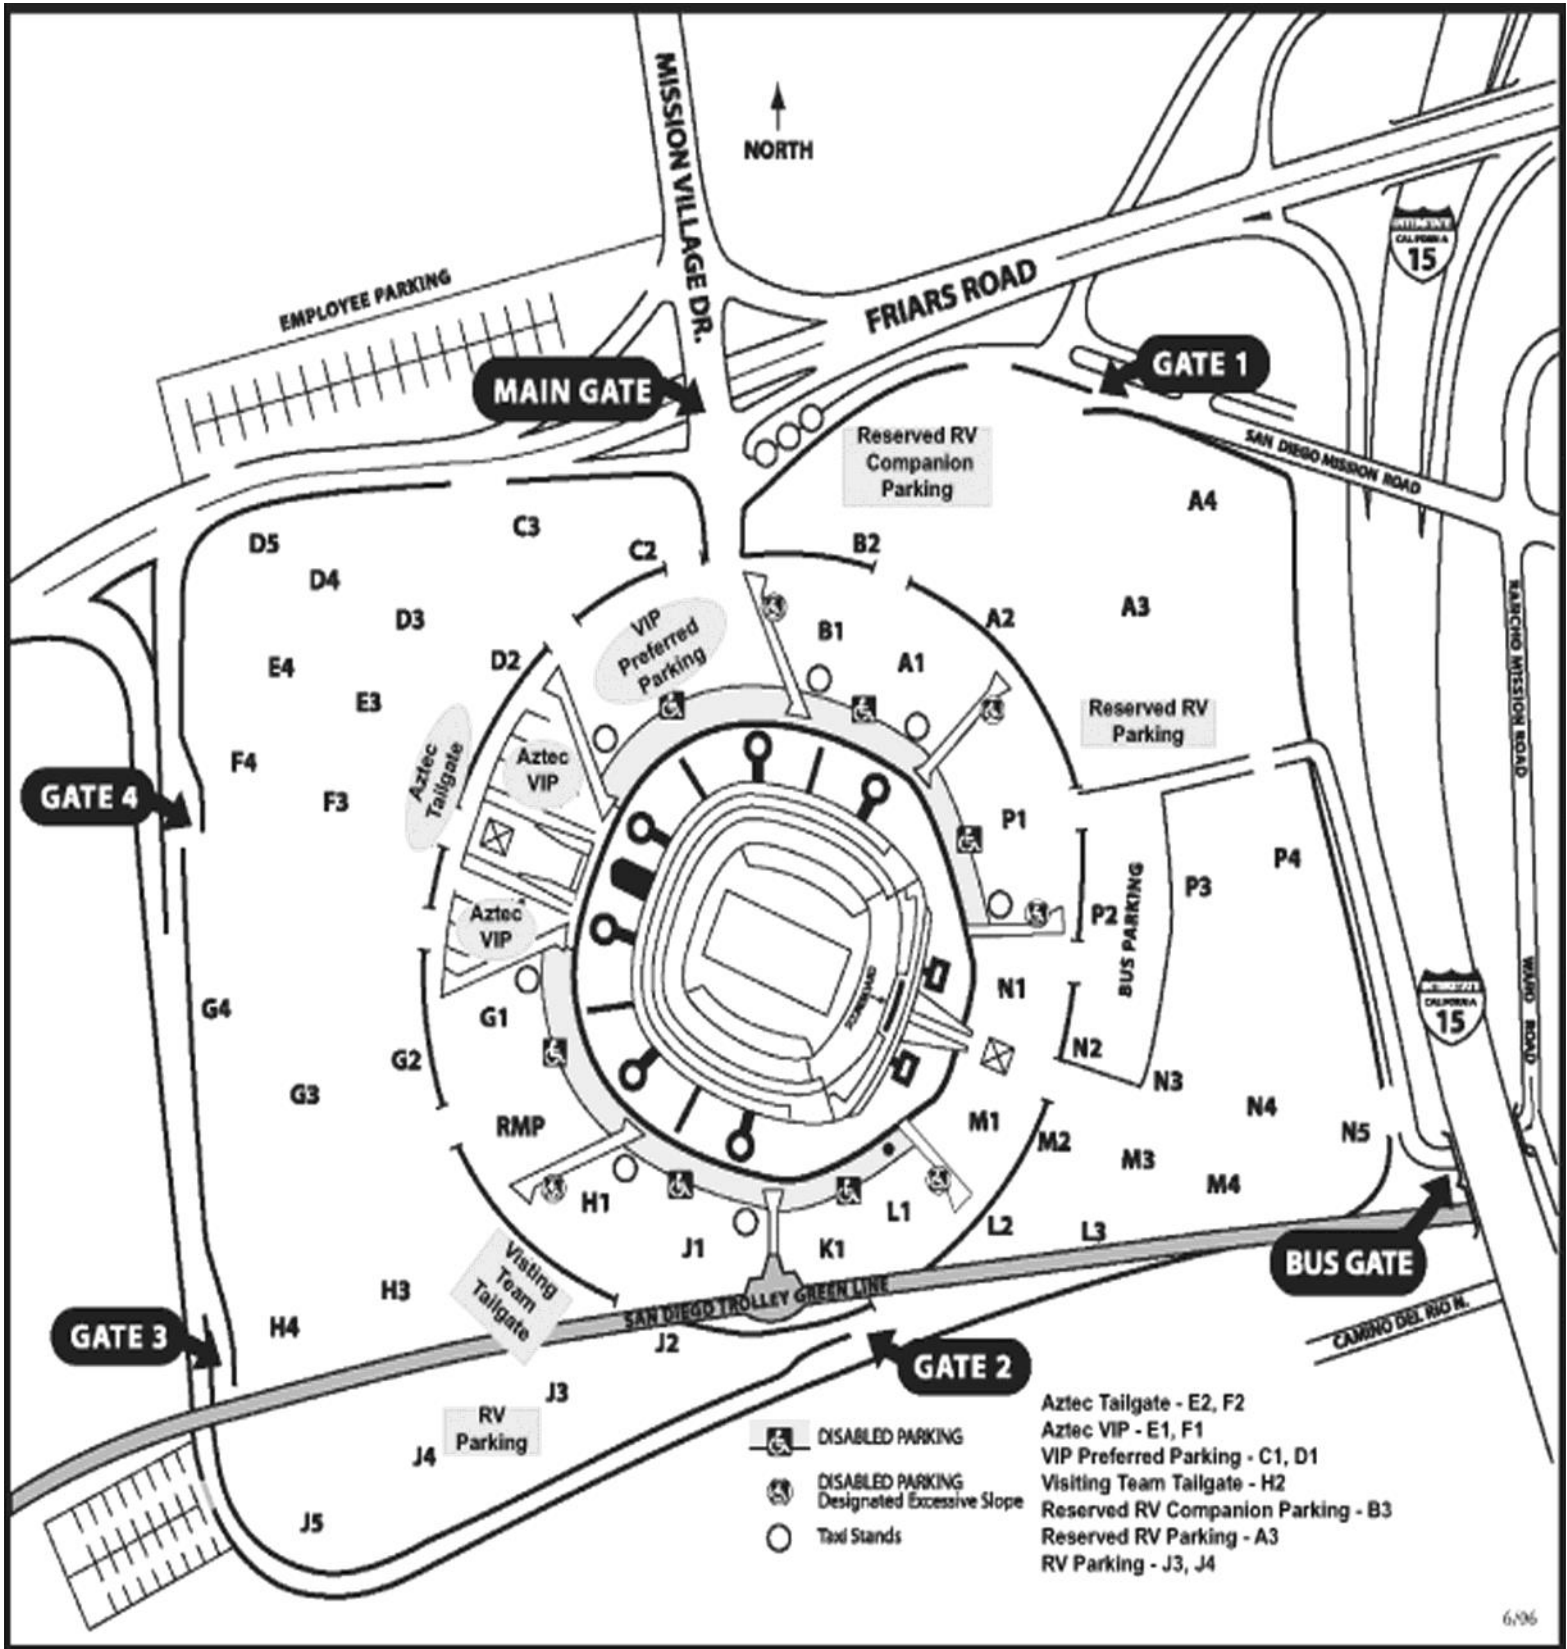 MISSION VILLAGE DR.
NORTH
INTERSTATE
CALIFORNIA
15
EMPLOYEE PARKING
FRIARS ROAD
MAIN GATE
GATE 1
Reserved RV
Companion
Parking
SAN DIEGO MISSION ROAD
A4
D5
C3
C2
B2
D4
D3
A3
A2
RANCHO MISSION ROAD
VIP
Preferred
Parking
B1
A1
E4
D2
E3
Reserved RV
Parking
F4
Aztec
Tailgate
Aztec
VIP
GATE 4
F3
P1
P4
P3
P2
BUS PARKING
Aztec
VIP
SCOREBOARD
N1
G4
G1
INTERSTATE
CALIFORNIA
15
WARD ROAD
G2
N2
G3
N3
N4
RMP
M1
M2
N5
M3
M4
H1
L1
L2
L3
J1
K1
BUS GATE
Visting
Team
Tailgate
H3
SAN DIEGO TROLLEY GREEN LINE
H4
GATE 3
J2
CAMINO DEL RIO N.
GATE 2
J3
RV
Parking
J4
J5
DISABLED PARKING
DISABLED PARKING
Designated Excessive Slope
Taxi Stands
Aztec Tailgate - E2, F2
Aztec VIP - E1, F1
VIP Preferred Parking - C1, D1
Visiting Team Tailgate - H2
Reserved RV Companion Parking - B3
Reserved RV Parking - A3
RV Parking - J3, J4
6/06